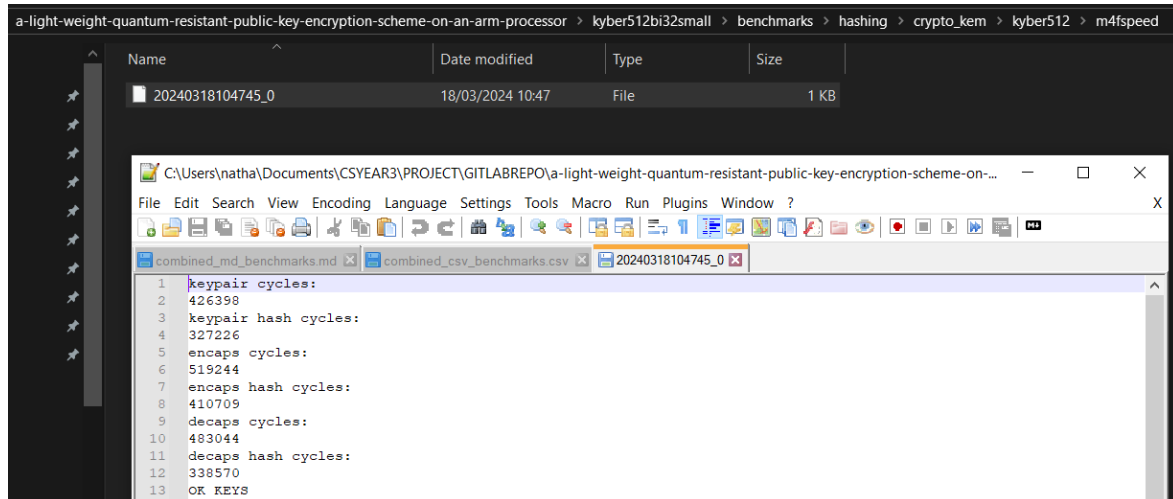 a-light-weight-quantum-resistant-public-key-encryption-scheme-on-an-arm-processor > kyber512bi32small > benchmarks > hashing > crypto_kem > kyber512 > m4fspeed
Name Date modified Type Size
20240318104745_0 18/03/2024 10:47 File 1 KB
C:\Users\natha\Documents\CSYEAR3\PROJECT\GITLABREPO\a-light-weight-quantum-resistant-public-key-encryption-scheme-on-...
File Edit Search View Encoding Language Settings Tools Macro Run Plugins Window ? X
combined_md_benchmarks.md combined_csv_benchmarks.csv 20240318104745_0
1 keypair cycles:
2 426398
3 keypair hash cycles:
4 327226
5 encaps cycles:
6 519244
7 encaps hash cycles:
8 410709
9 decaps cycles:
10 483044
11 decaps hash cycles:
12 338570
13 OK KEYS